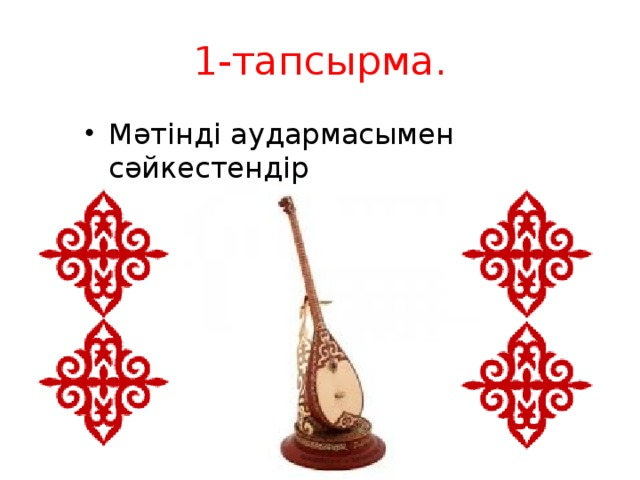 1-тапсырма.
• Мәтінді аудармасымен
сәйкестендір